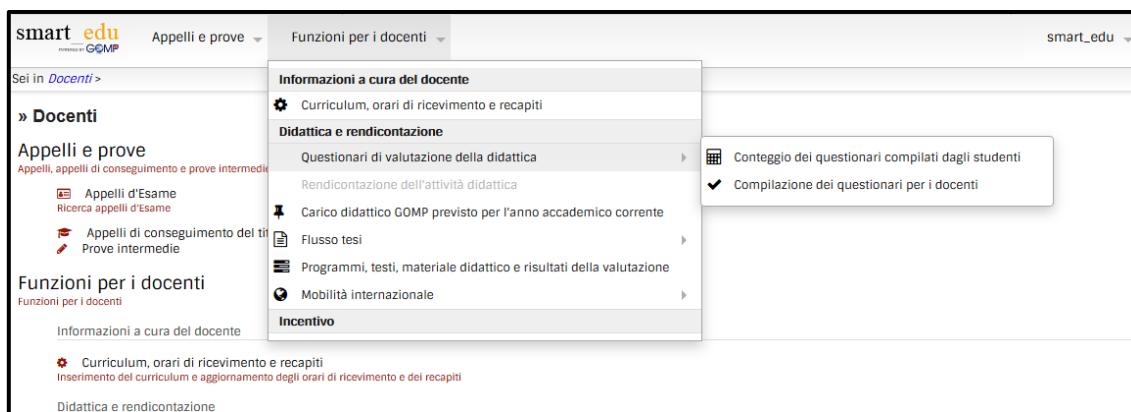 smart_edu
POWERED BY GOMP
Appelli e prove
Funzioni per i docenti
smart_edu
Sei in Docenti >
Informazioni a cura del docente
Curriculum, orari di ricevimento e recapiti
Didattica e rendicontazione
Questionari di valutazione della didattica
Conteggio dei questionari compilati dagli studenti
Compilazione dei questionari per i docenti
Rendicontazione dell'attività didattica
Carico didattico GOMP previsto per l'anno accademico corrente
Flusso tesi
Programmi, testi, materiale didattico e risultati della valutazione
Mobilità internazionale
Incentivo
» Docenti
Appelli e prove
Appelli, appelli di conseguimento e prove intermedie
Appelli d'Esame
Ricerca appelli d'Esame
Appelli di conseguimento del
Prove intermedie
Funzioni per i docenti
Funzioni per i docenti
Informazioni a cura del docente
Curriculum, orari di ricevimento e recapiti
Inserimento del curriculum e aggiornamento degli orari di ricevimento e dei recapiti
Didattica e rendicontazione